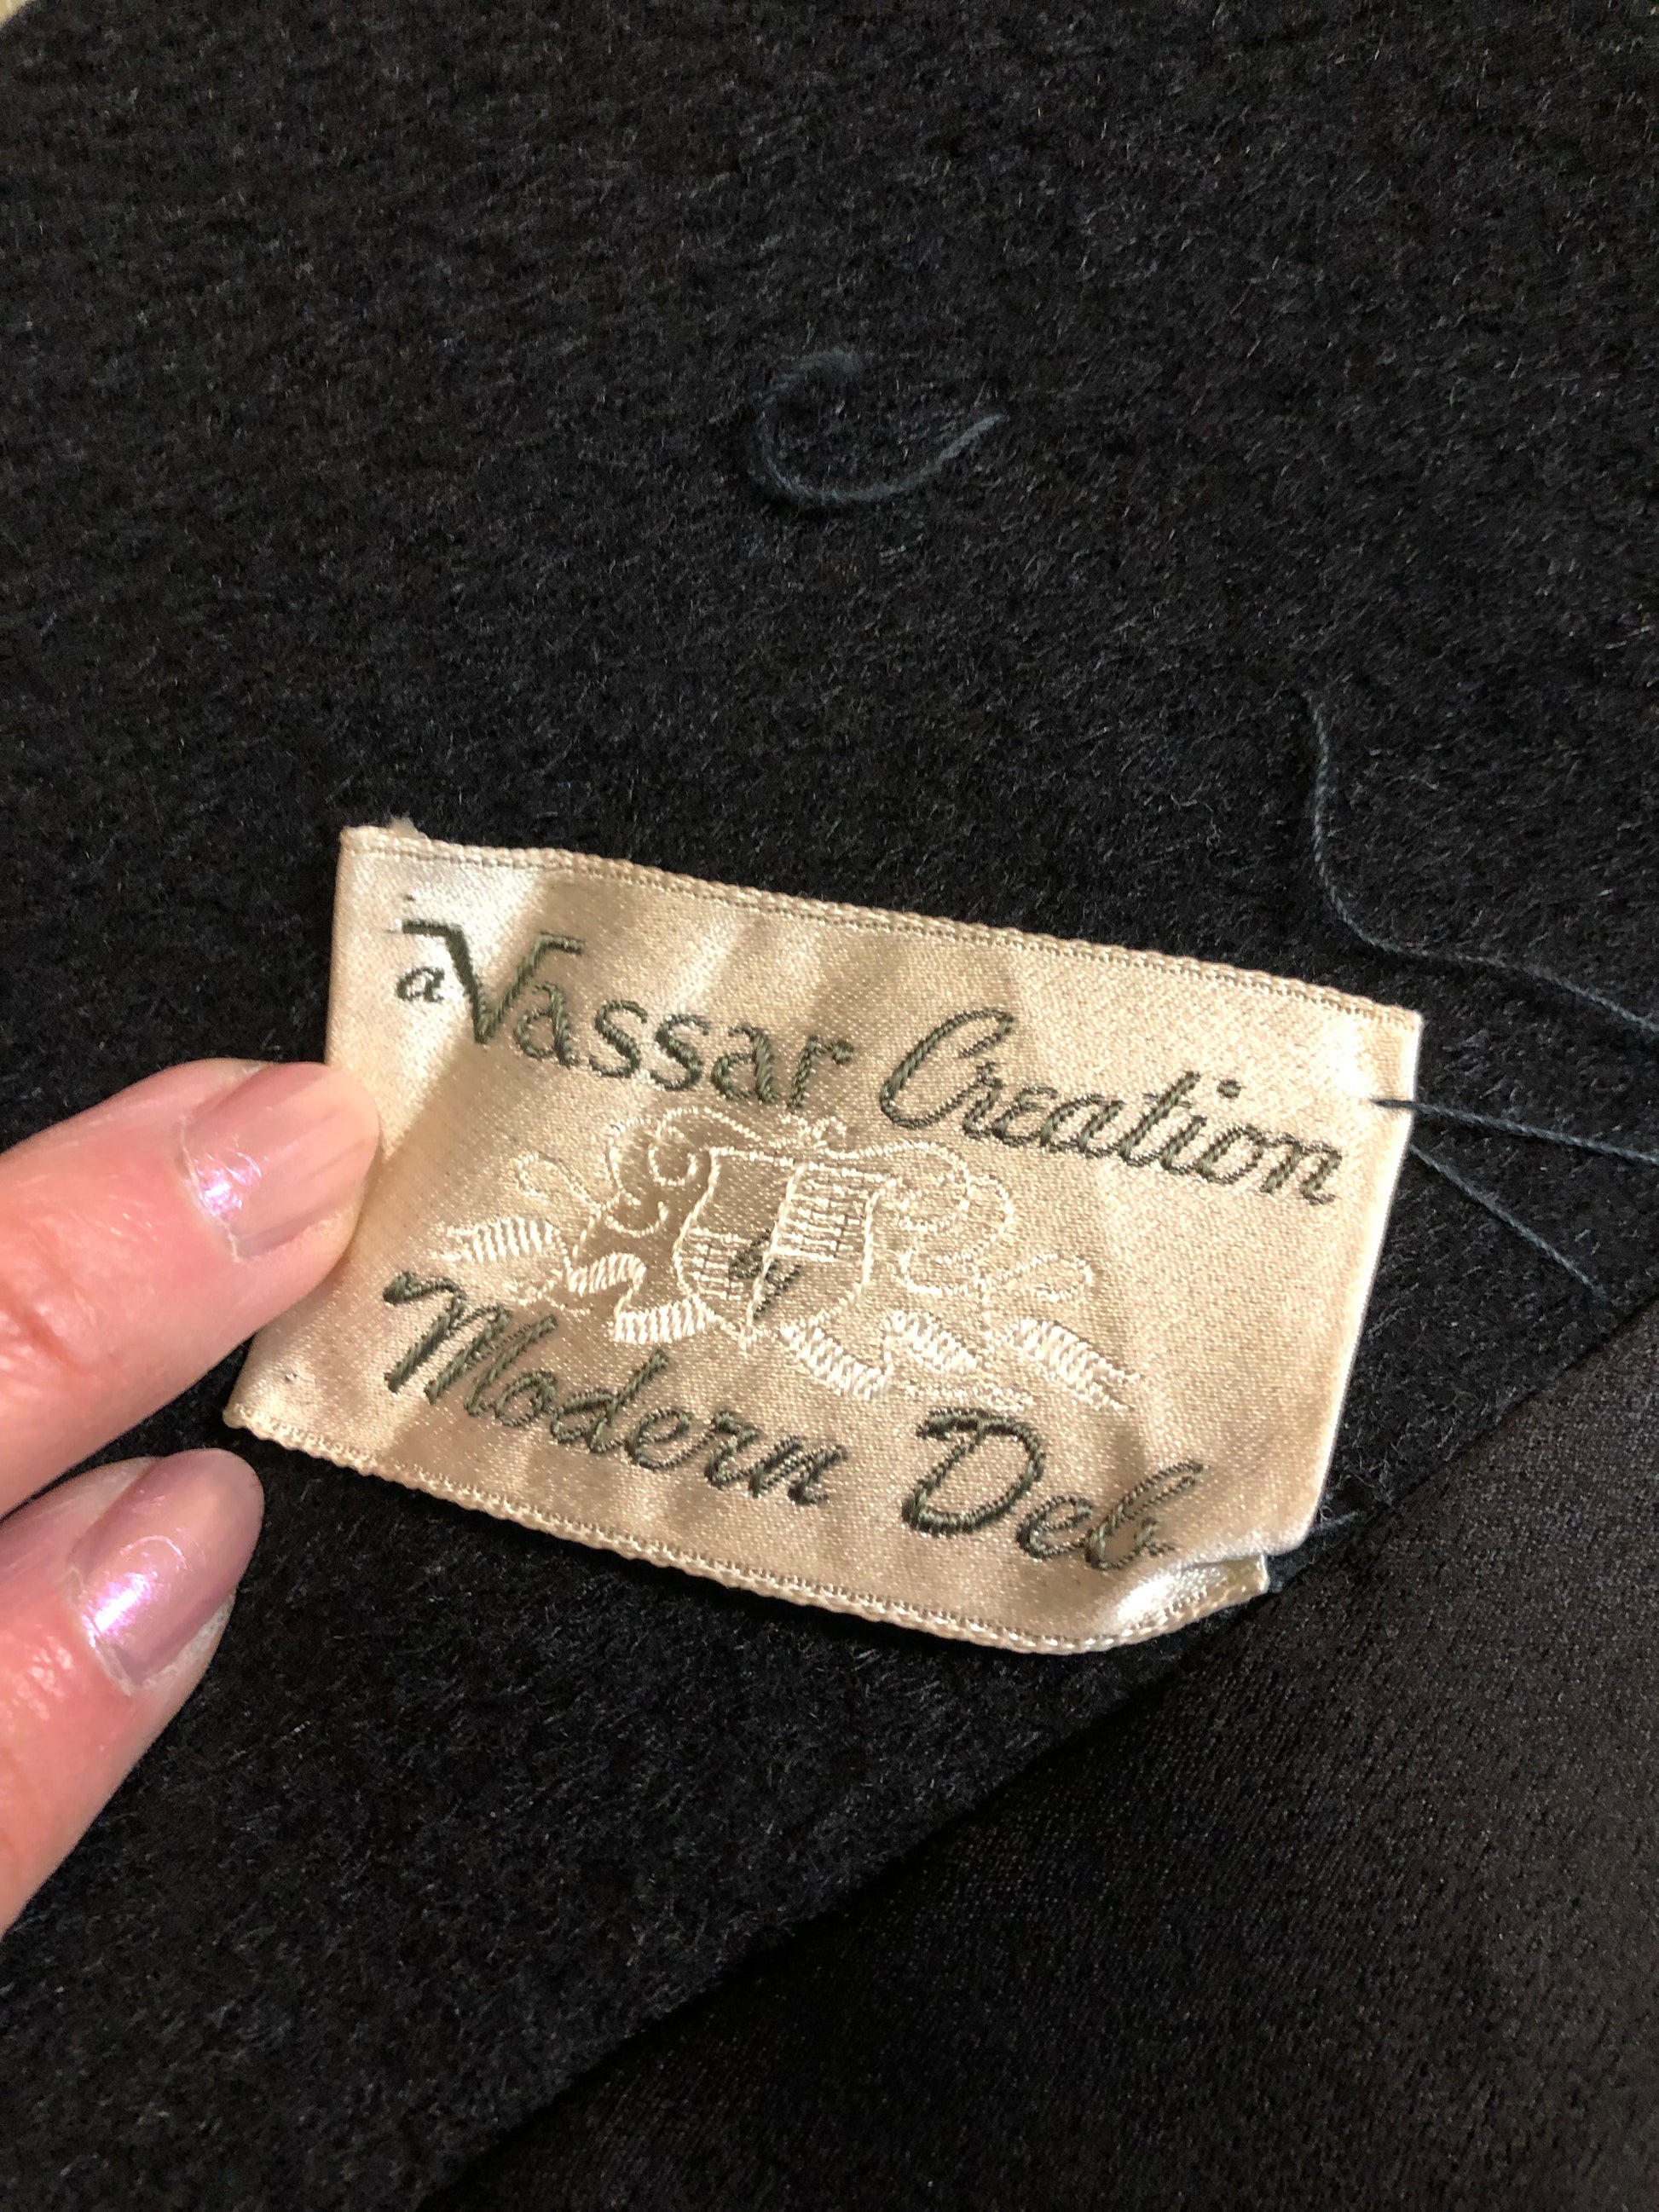 a Vassar Creation
by
Modern Deb